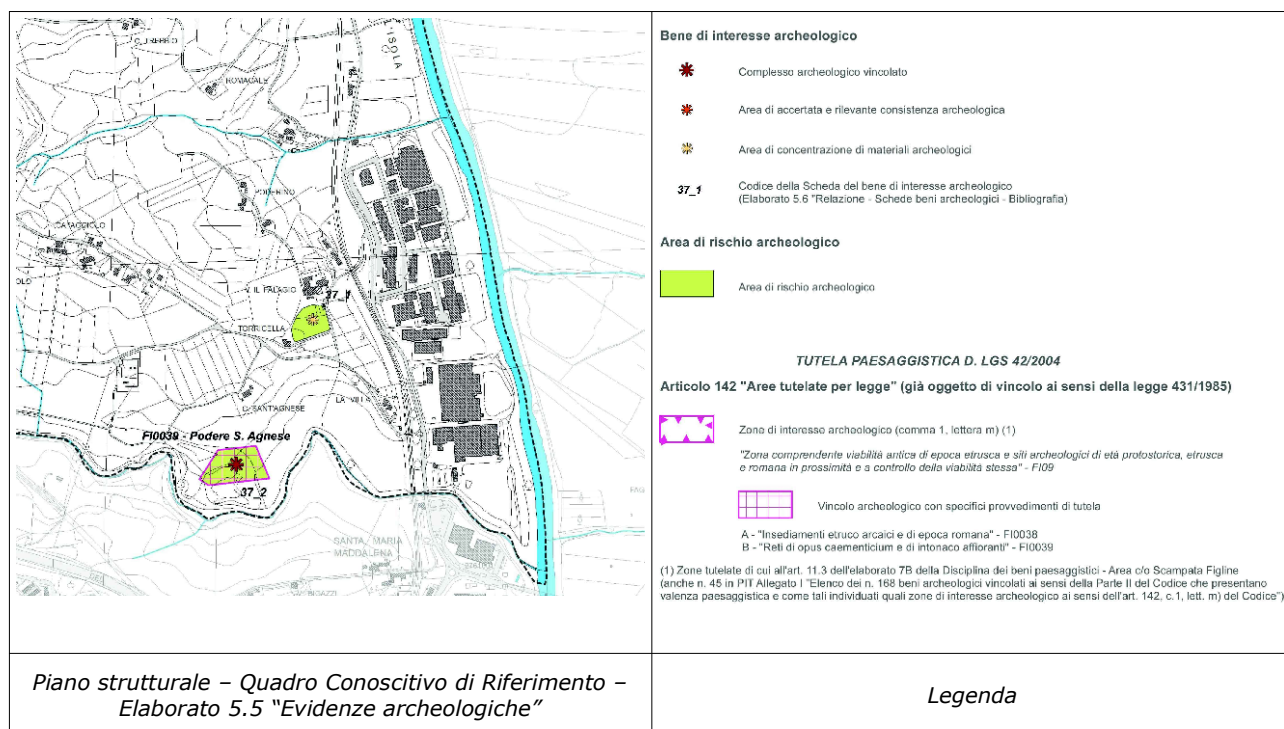 C. TRIBBIO
ROMACALE
ISOLA
PODERINO
V. IL PALAGIO
37_1
TORRICELLA
LA VILLA
C. SANT'AGNESE
FI0039 - Podere S. Agnese
37_2
SANTA MARIA
MADDALENA
Bene di interesse archeologico
Complesso archeologico vincolato
Area di accertata e rilevante consistenza archeologica
Area di concentrazione di materiali archeologici
37_1
Codice della Scheda del bene di interesse archeologico
(Elaborato 5.6 "Relazione - Schede beni archeologici - Bibliografia)
Area di rischio archeologico
Area di rischio archeologico
TUTELA PAESAGGISTICA D. LGS 42/2004
Articolo 142 "Aree tutelate per legge" (già oggetto di vincolo ai sensi della legge 431/1985)
Zone di interesse archeologico (comma 1, lettera m) (1)
"Zona comprendente viabilità antica di epoca etrusca e siti archeologici di età protostorica, etrusca
e romana in prossimità e a controllo della viabilità stessa" - FI09
Vincolo archeologico con specifici provvedimenti di tutela
A - "Insediamenti etruco arcaici e di epoca romana" - FI0038
B - "Reti di opus caementicium e di intonaco affioranti" - FI0039
(1) Zone tutelate di cui all'art. 11.3 dell'elaborato 7B della Disciplina dei beni paesaggistici - Area c/o Scampata Figline
(anche n. 45 in PIT Allegato I "Elenco dei n. 168 beni archeologici vincolati ai sensi della Parte II del Codice che presentano
valenza paesaggistica e come tali individuati quali zone di interesse archeologico ai sensi dell'art. 142, c.1, lett. m) del Codice")
Piano strutturale – Quadro Conoscitivo di Riferimento –
Elaborato 5.5 “Evidenze archeologiche”
Legenda